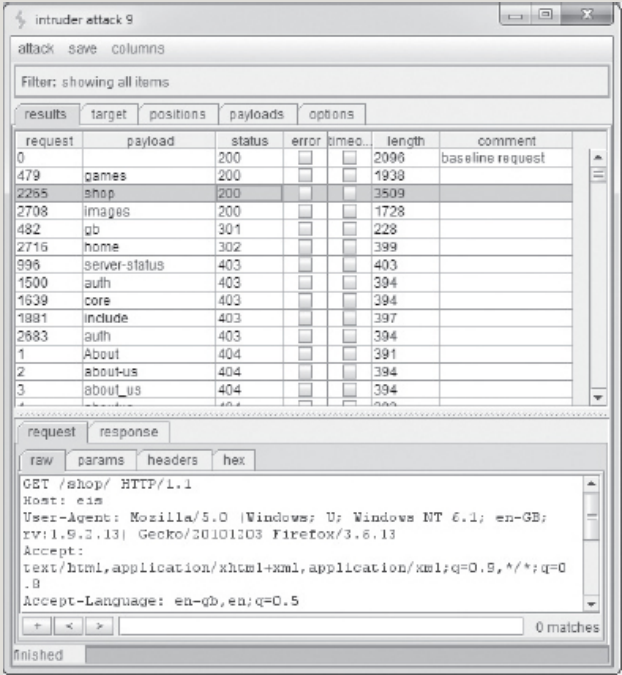 intruder attack 9
attack save columns
Filter: showing all items
results target positions payloads options
request payload status error timeo... length comment
0 200 2096 baseline request
479 games 200 1938
2265 shop 200 3509
2708 images 200 1728
482 gb 301 228
2716 home 302 399
996 server-status 403 403
1500 auth 403 394
1639 core 403 394
1881 include 403 397
2683 auth 403 394
1 About 404 391
2 about-us 404 394
3 about_us 404 394
request response
raw params headers hex
GET /shop/ HTTP/1.1
Host: eis
User-Agent: Mozilla/5.0 (Windows; U; Windows NT 6.1; en-GB;
rv:1.9.2.13) Gecko/20101203 Firefox/3.6.13
Accept:
text/html,application/xhtml+xml,application/xml;q=0.9,*/*;q=0
.8
Accept-Language: en-gb,en;q=0.5
+ < > 0 matches
finished